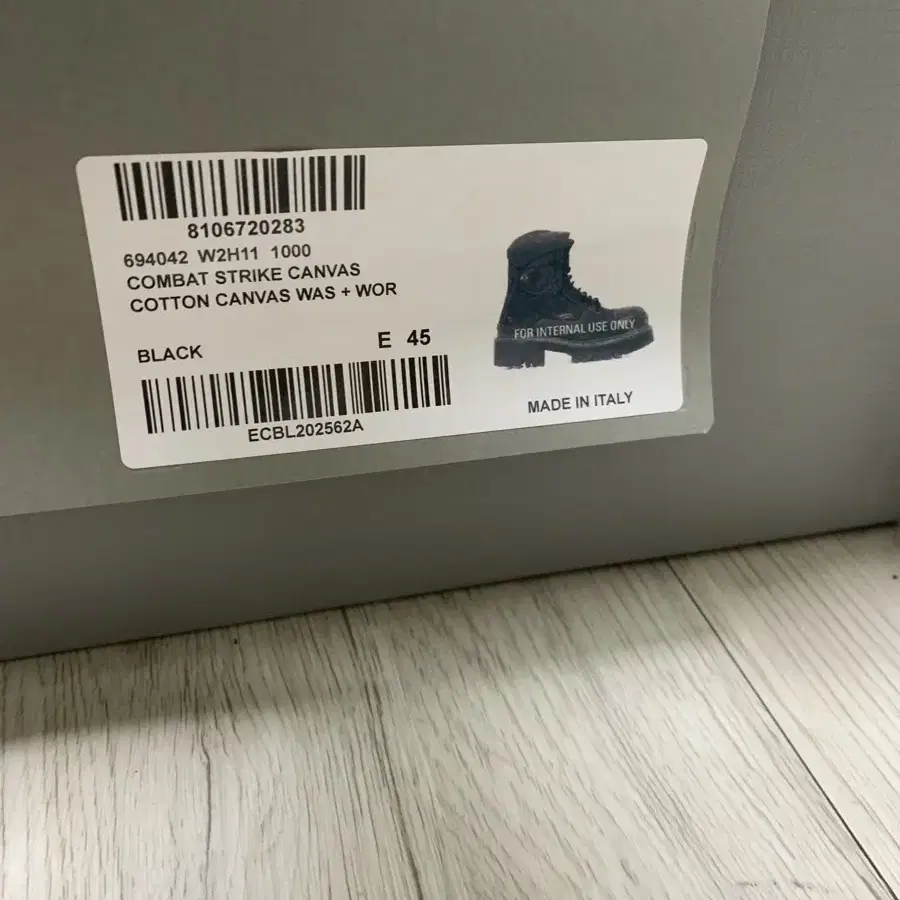 8106720283
694042 W2H11 1000
COMBAT STRIKE CANVAS
COTTON CANVAS WAS + WOR
BLACK E 45
ECBL202562A
FOR INTERNAL USE ONLY
MADE IN ITALY